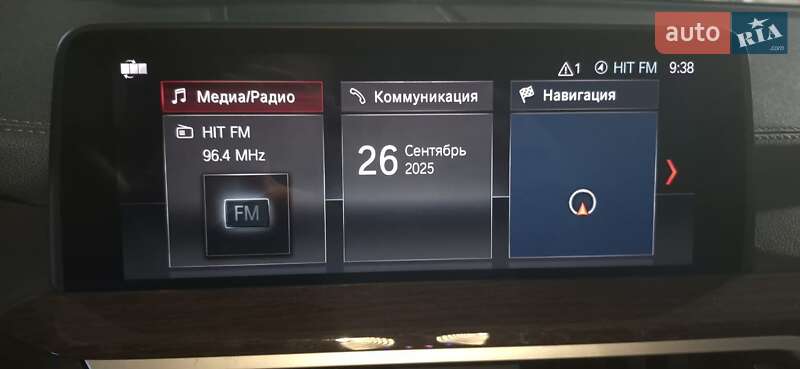 auto RIA .com
1 HIT FM 9:38
Медиа/Радио
Коммуникация
Навигация
HIT FM
96.4 MHz
FM
26 Сентябрь
2025